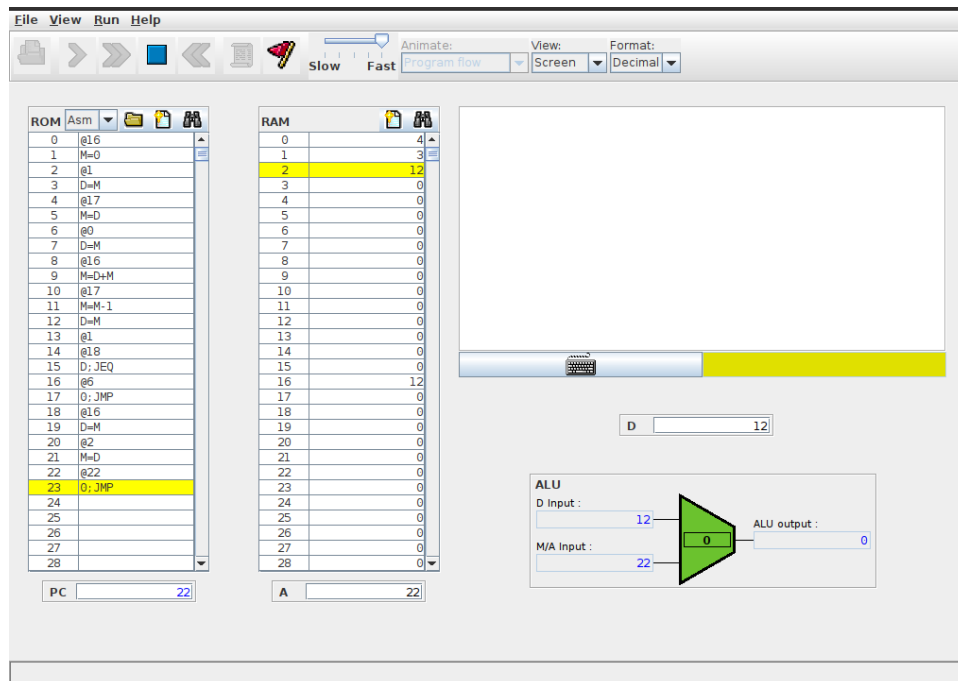 File View Run Help
Animate: View: Format:
Slow Fast Program flow Screen Decimal
ROM Asm RAM
0 @16 0 4
1 M=0 1 3
2 @1 2 12
3 D=M 3 0
4 @17 4 0
5 M=D 5 0
6 @0 6 0
7 D=M 7 0
8 @16 8 0
9 M=D+M 9 0
10 @17 10 0
11 M=M-1 11 0
12 D=M 12 0
13 @1 13 0
14 @18 14 0
15 D;JEQ 15 0
16 @6 16 12
17 0;JMP 17 0
18 @16 18 0
19 D=M 19 0
20 @2 20 0
21 M=D 21 0
22 @22 22 0
23 0;JMP 23 0
24 24 0
25 25 0
26 26 0
27 27 0
28 28 0
PC 22 A 22
D 12
ALU
D Input :
12
ALU output :
0 0
M/A Input :
22